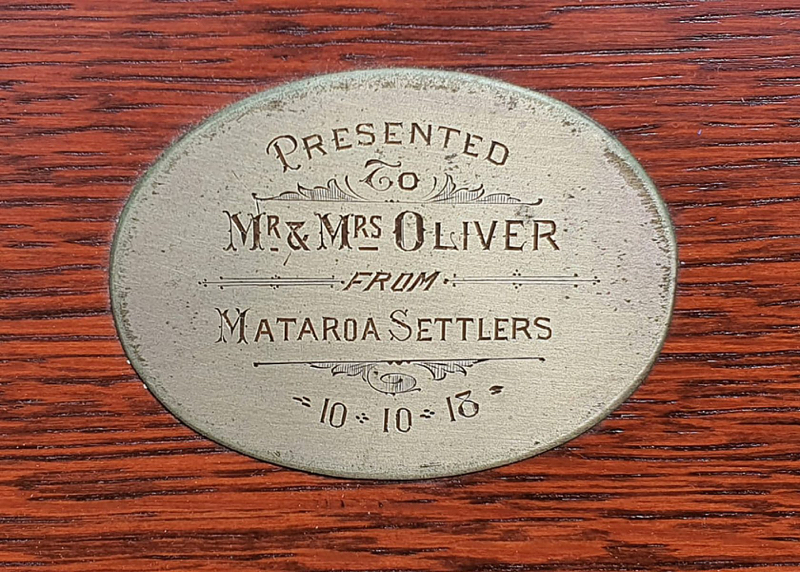 PRESENTED
TO
MR & MRS OLIVER
FROM
MATAROA SETTLERS
10-10-18